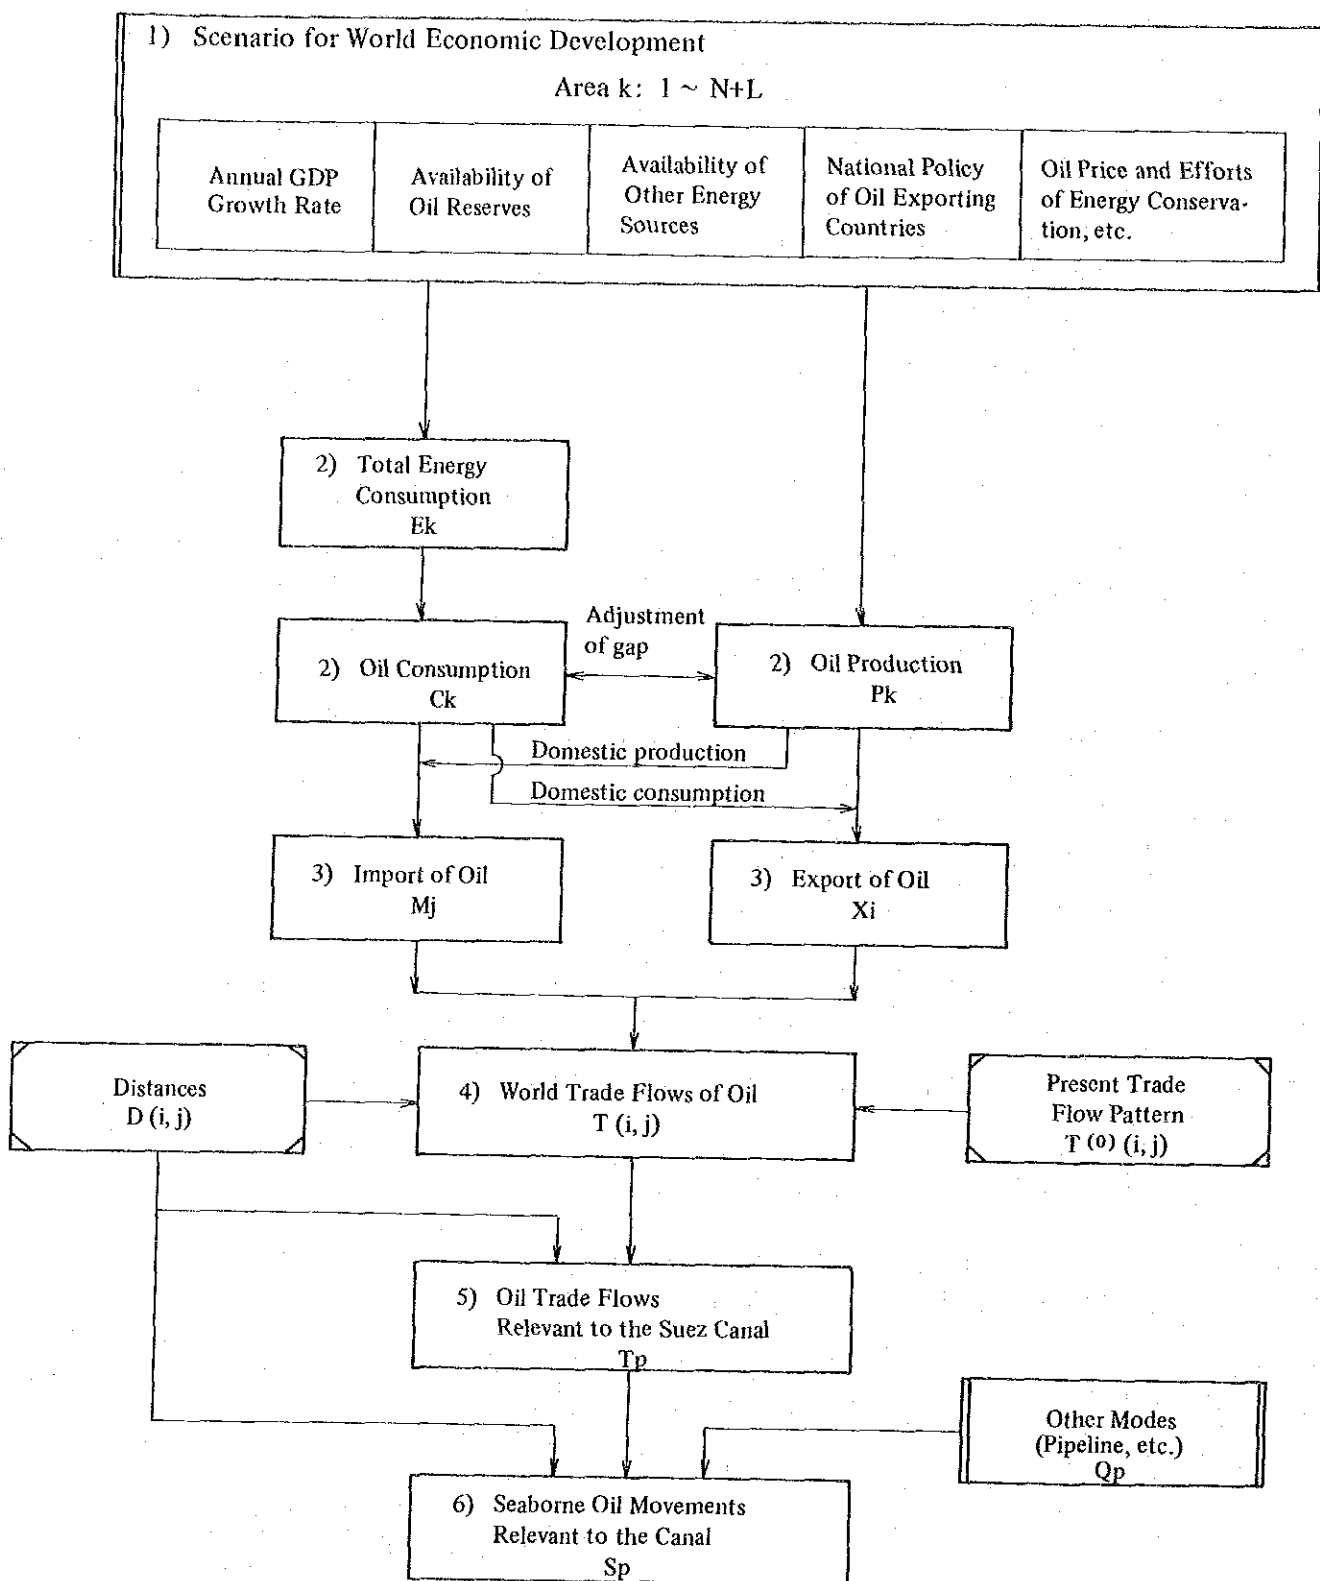 1) Scenario for World Economic Development
Area k: 1 ~ N+L
Annual GDP
Growth Rate
Availability of
Oil Reserves
Availability of
Other Energy
Sources
National Policy
of Oil Exporting
Countries
Oil Price and Efforts
of Energy Conserva-
tion, etc.
2) Total Energy
Consumption
Ek
2) Oil Consumption
Ck
Adjustment
of gap
2) Oil Production
Pk
Domestic production
Domestic consumption
3) Import of Oil
Mj
3) Export of Oil
Xi
Distances
D (i, j)
4) World Trade Flows of Oil
T (i, j)
Present Trade
Flow Pattern
T (0) (i, j)
5) Oil Trade Flows
Relevant to the Suez Canal
Tp
Other Modes
(Pipeline, etc.)
Qp
6) Seaborne Oil Movements
Relevant to the Canal
Sp